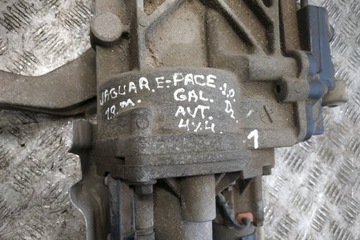 JAGUAR. E-PACE 2.0
19.m. GAL. D.
AVT.
4x4
1